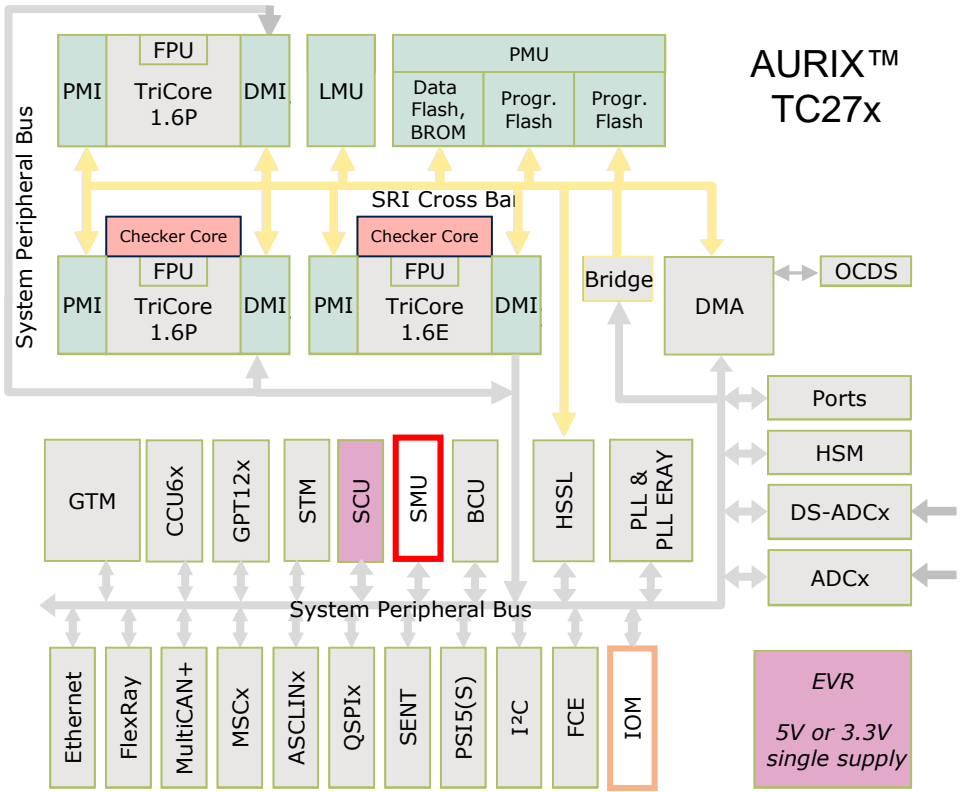 AURIX™
TC27x
System Peripheral Bus
PMI
FPU
TriCore
1.6P
DMI
LMU
PMU
Data
Flash,
BROM
Progr.
Flash
Progr.
Flash
SRI Cross Bar
Checker Core
PMI
FPU
TriCore
1.6P
DMI
Checker Core
PMI
FPU
TriCore
1.6E
DMI
Bridge
DMA
OCDS
Ports
HSM
DS-ADCx
ADCx
GTM
CCU6x
GPT12x
STM
SCU
SMU
BCU
HSSL
PLL &
PLL ERAY
System Peripheral Bus
Ethernet
FlexRay
MultiCAN+
MSCx
ASCLINx
QSPIx
SENT
PSI5(S)
I²C
FCE
IOM
EVR
5V or 3.3V
single supply